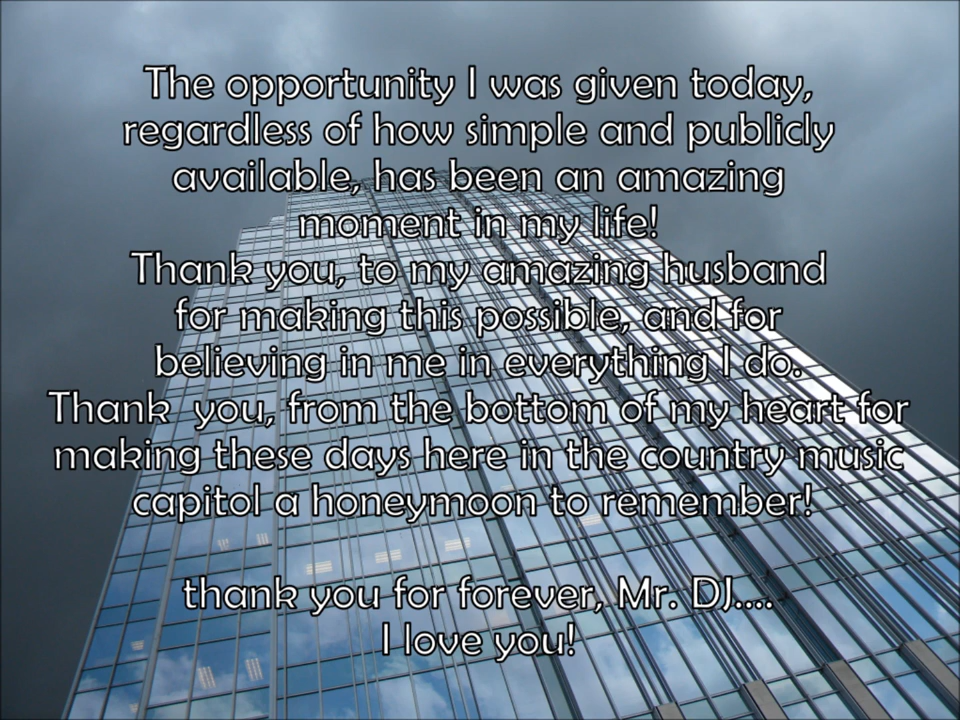 The opportunity I was given today,
regardless of how simple and publicly
available, has been an amazing
moment in my life!
Thank you, to my amazing husband
for making this possible, and for
believing in me in everything I do.
Thank  you, from the bottom of my heart for
making these days here in the country music
capitol a honeymoon to remember!

thank you for forever, Mr. DJ....
I love you!